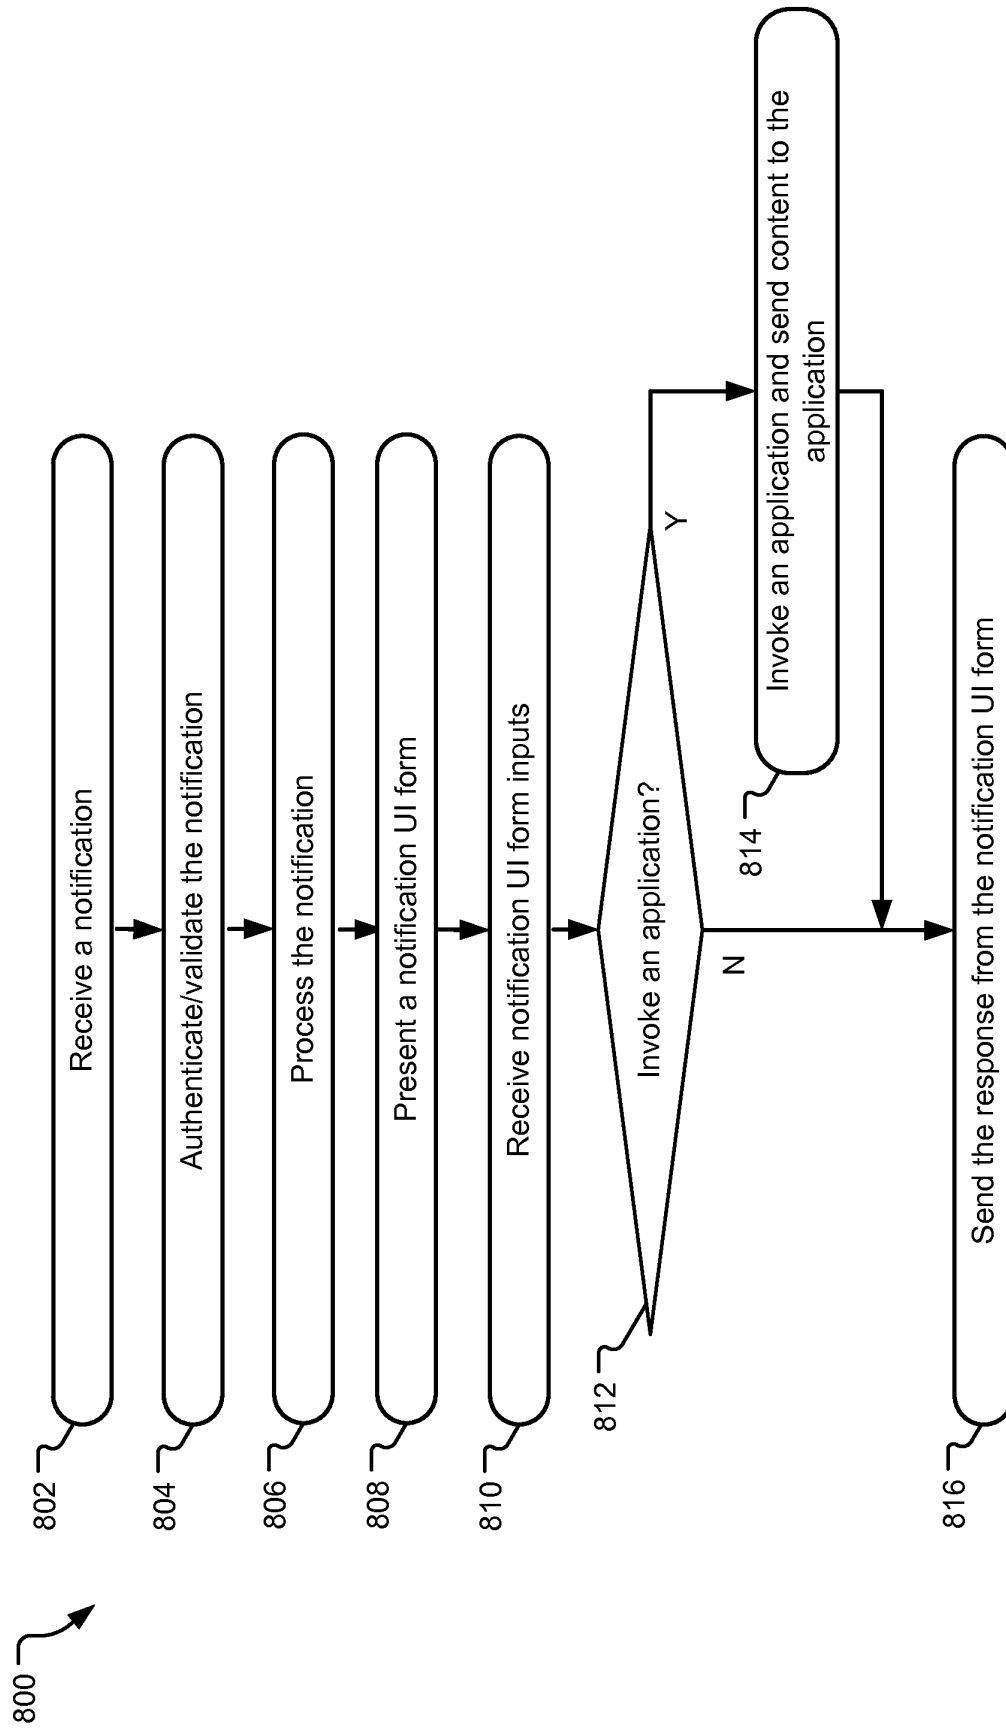 800
802
Receive a notification
804
Authenticate/validate the notification
806
Process the notification
808
Present a notification UI form
810
Receive notification UI form inputs
812
Invoke an application?
Y
N
814
Invoke an application and send content to the
application
816
Send the response from the notification UI form